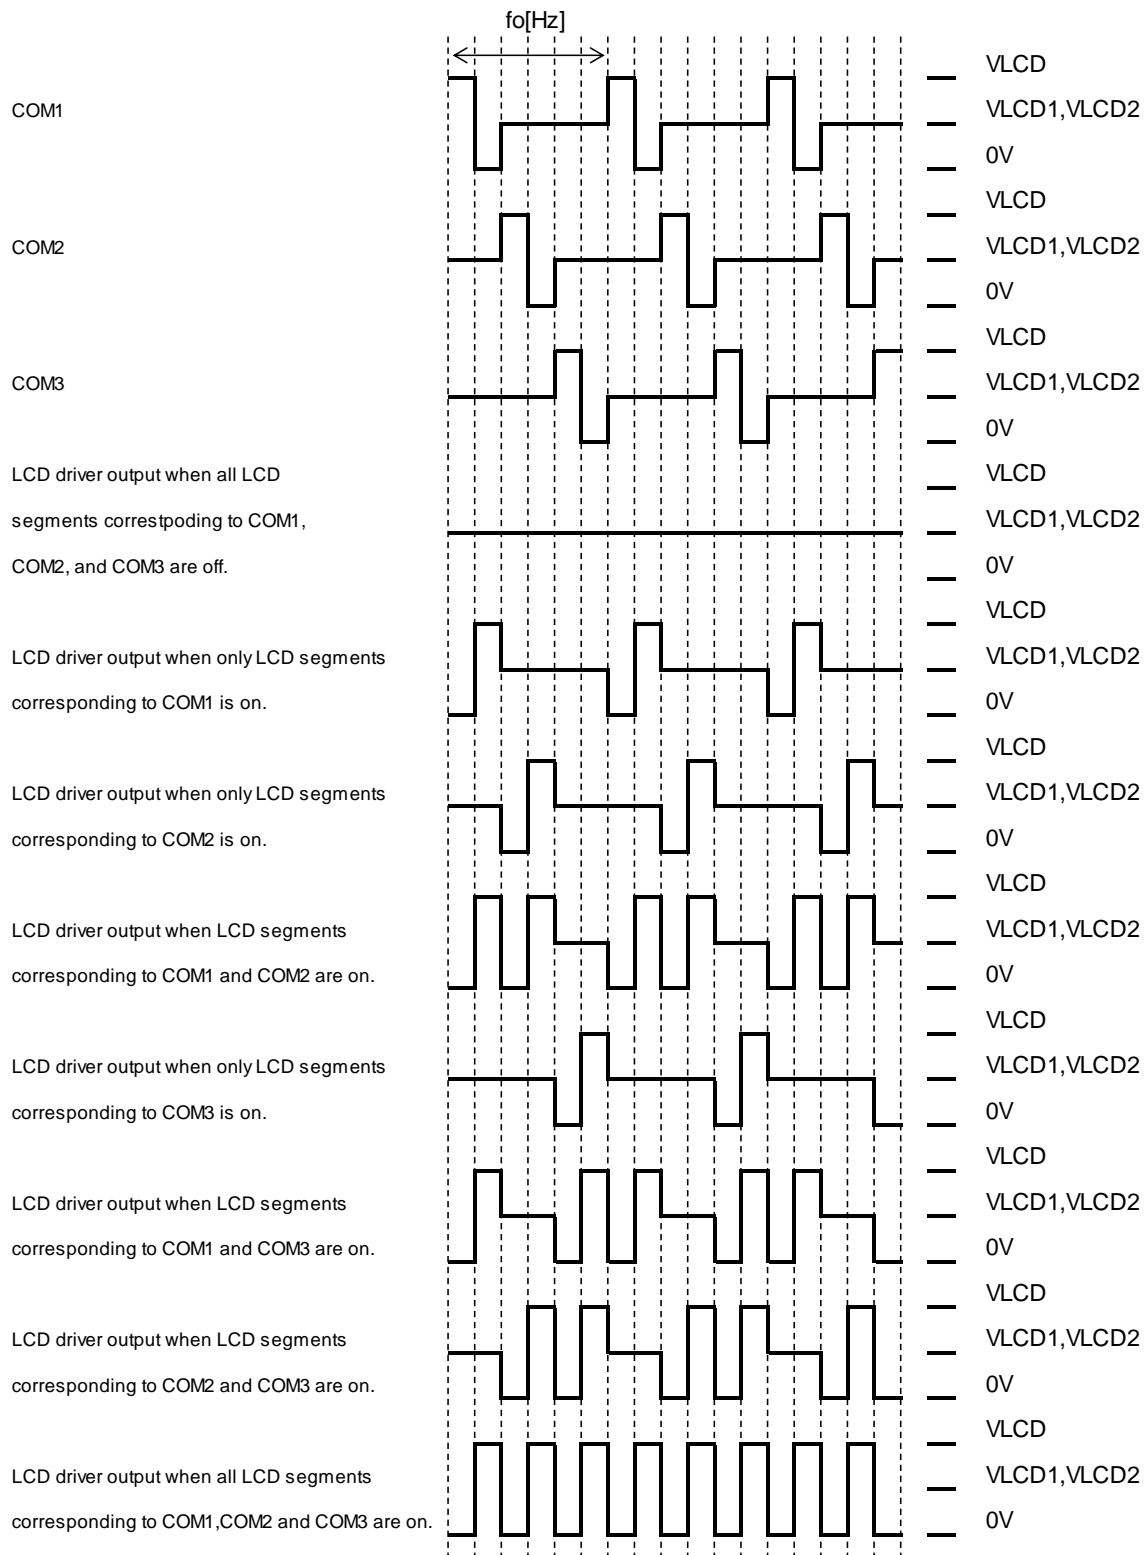 fo[Hz]
VLCD
COM1
VLCD1,VLCD2
0V
VLCD
COM2
VLCD1,VLCD2
0V
VLCD
COM3
VLCD1,VLCD2
0V
LCD driver output when all LCD
VLCD
segments correstpoding to COM1,
VLCD1,VLCD2
COM2, and COM3 are off.
0V
VLCD
LCD driver output when only LCD segments
VLCD1,VLCD2
corresponding to COM1 is on.
0V
VLCD
LCD driver output when only LCD segments
VLCD1,VLCD2
corresponding to COM2 is on.
0V
VLCD
LCD driver output when LCD segments
VLCD1,VLCD2
corresponding to COM1 and COM2 are on.
0V
VLCD
LCD driver output when only LCD segments
VLCD1,VLCD2
corresponding to COM3 is on.
0V
VLCD
LCD driver output when LCD segments
VLCD1,VLCD2
corresponding to COM1 and COM3 are on.
0V
VLCD
LCD driver output when LCD segments
VLCD1,VLCD2
corresponding to COM2 and COM3 are on.
0V
VLCD
LCD driver output when all LCD segments
VLCD1,VLCD2
corresponding to COM1,COM2 and COM3 are on.
0V